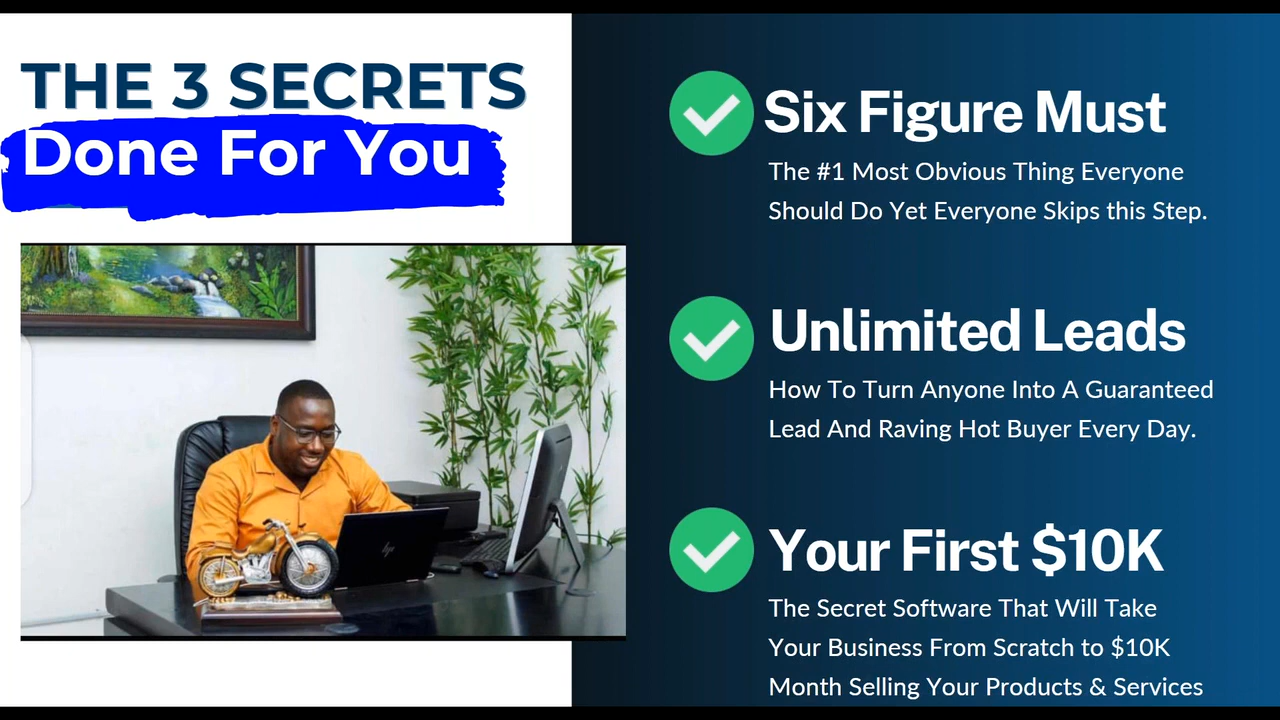 THE 3 SECRETS
Done For You
Six Figure Must
The #1 Most Obvious Thing Everyone
Should Do Yet Everyone Skips this Step.
Unlimited Leads
How To Turn Anyone Into A Guaranteed
Lead And Raving Hot Buyer Every Day.
Your First $10K
The Secret Software That Will Take
Your Business From Scratch to $10K
Month Selling Your Products & Services
hp